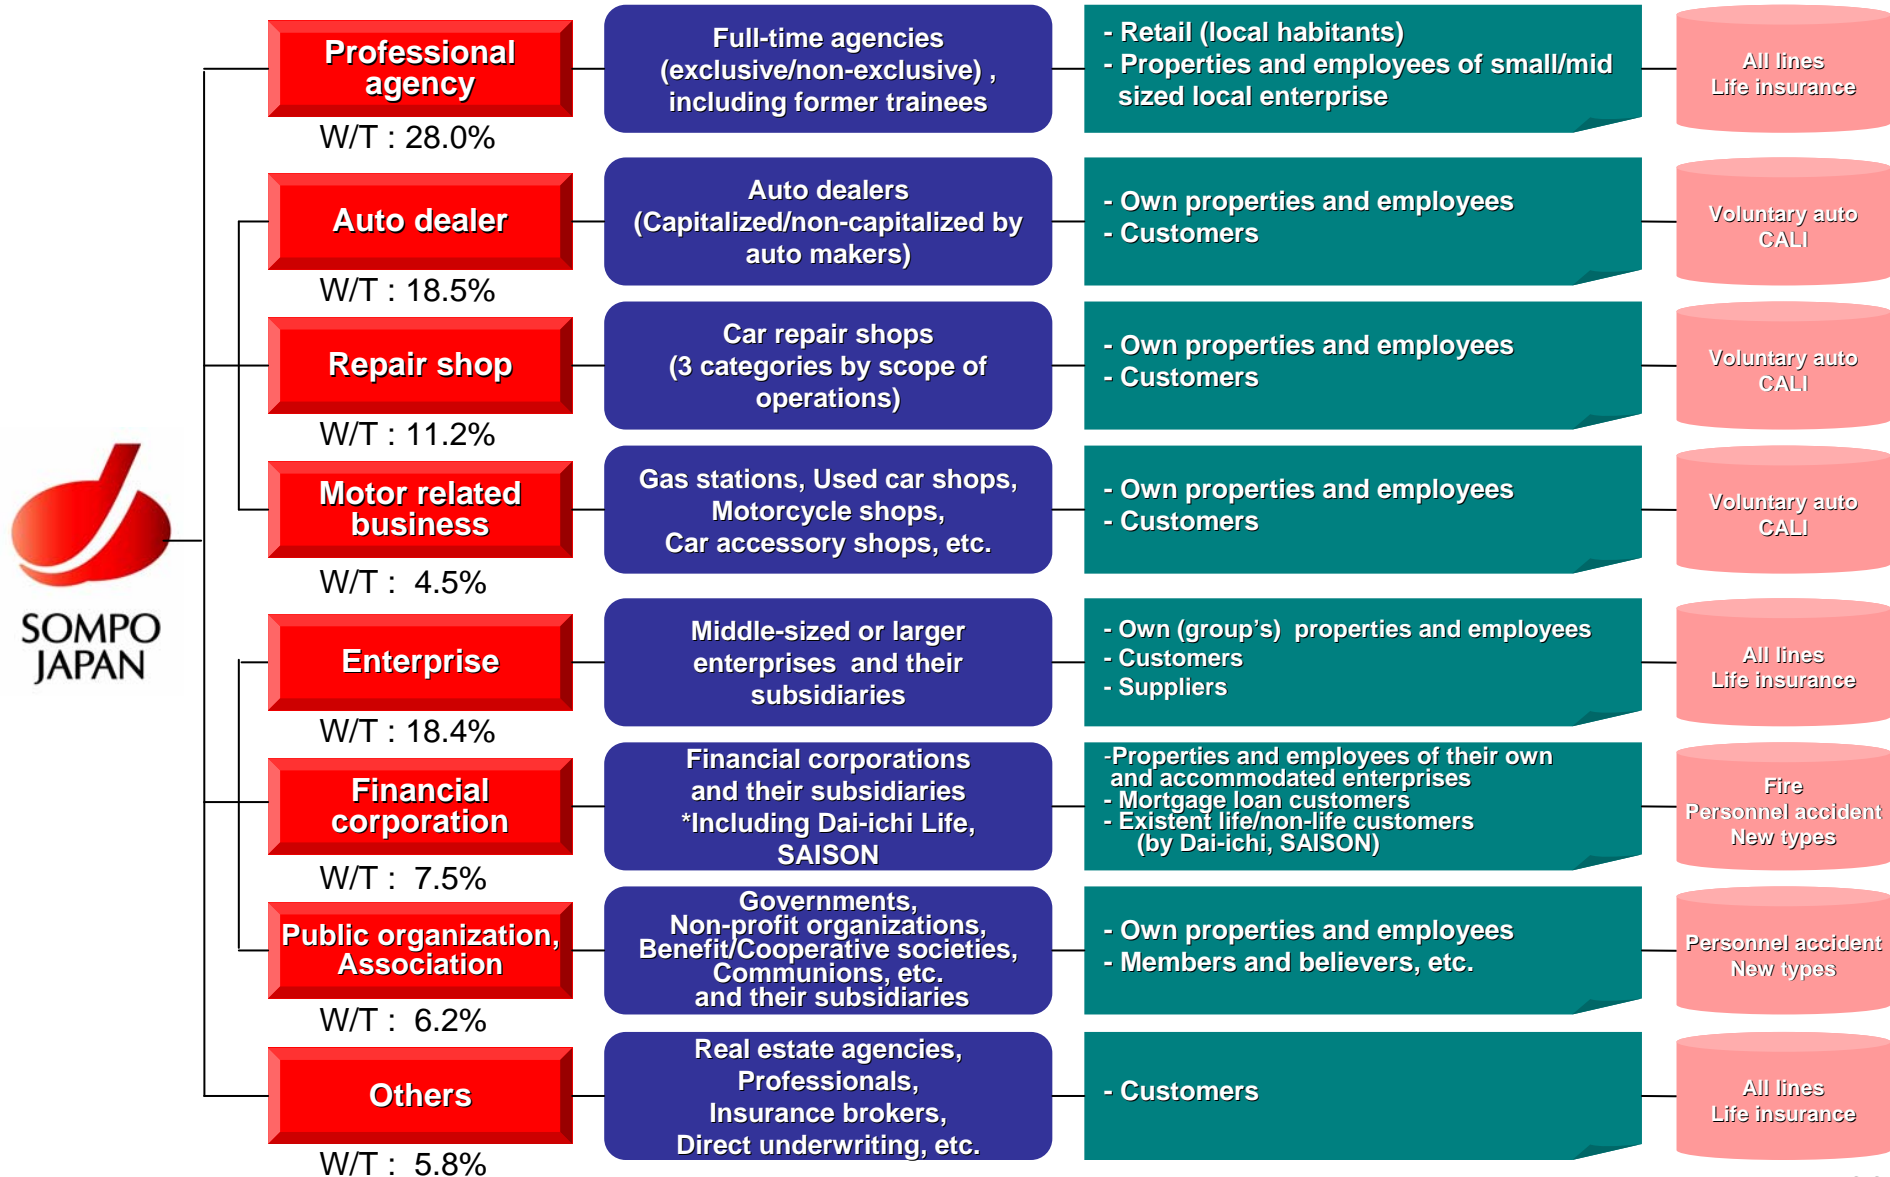 SOMPO
JAPAN
Professional
agency
W/T : 28.0%
Full-time agencies
(exclusive/non-exclusive) ,
including former trainees
- Retail (local habitants)
- Properties and employees of small/mid
sized local enterprise
All lines
Life insurance
Auto dealer
W/T : 18.5%
Auto dealers
(Capitalized/non-capitalized by
auto makers)
- Own properties and employees
- Customers
Voluntary auto
CALI
Repair shop
W/T : 11.2%
Car repair shops
(3 categories by scope of
operations)
- Own properties and employees
- Customers
Voluntary auto
CALI
Motor related
business
W/T : 4.5%
Gas stations, Used car shops,
Motorcycle shops,
Car accessory shops, etc.
- Own properties and employees
- Customers
Voluntary auto
CALI
Enterprise
W/T : 18.4%
Middle-sized or larger
enterprises and their
subsidiaries
- Own (group's) properties and employees
- Customers
- Suppliers
All lines
Life insurance
Financial
corporation
W/T : 7.5%
Financial corporations
and their subsidiaries
*Including Dai-ichi Life,
SAISON
-Properties and employees of their own
and accommodated enterprises
- Mortgage loan customers
- Existent life/non-life customers
(by Dai-ichi, SAISON)
Fire
Personnel accident
New types
Public organization,
Association
W/T : 6.2%
Governments,
Non-profit organizations,
Benefit/Cooperative societies,
Communions, etc.
and their subsidiaries
- Own properties and employees
- Members and believers, etc.
Personnel accident
New types
Others
W/T : 5.8%
Real estate agencies,
Professionals,
Insurance brokers,
Direct underwriting, etc.
- Customers
All lines
Life insurance